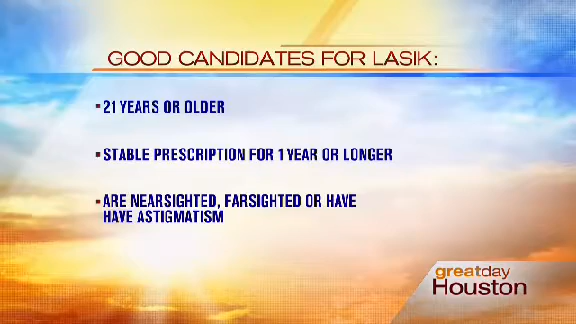 GOOD CANDIDATES FOR LASIK:
▪ 21 YEARS OR OLDER
▪ STABLE PRESCRIPTION FOR 1 YEAR OR LONGER
▪ ARE NEARSIGHTED, FARSIGHTED OR HAVE
HAVE ASTIGMATISM
greatday
Houston